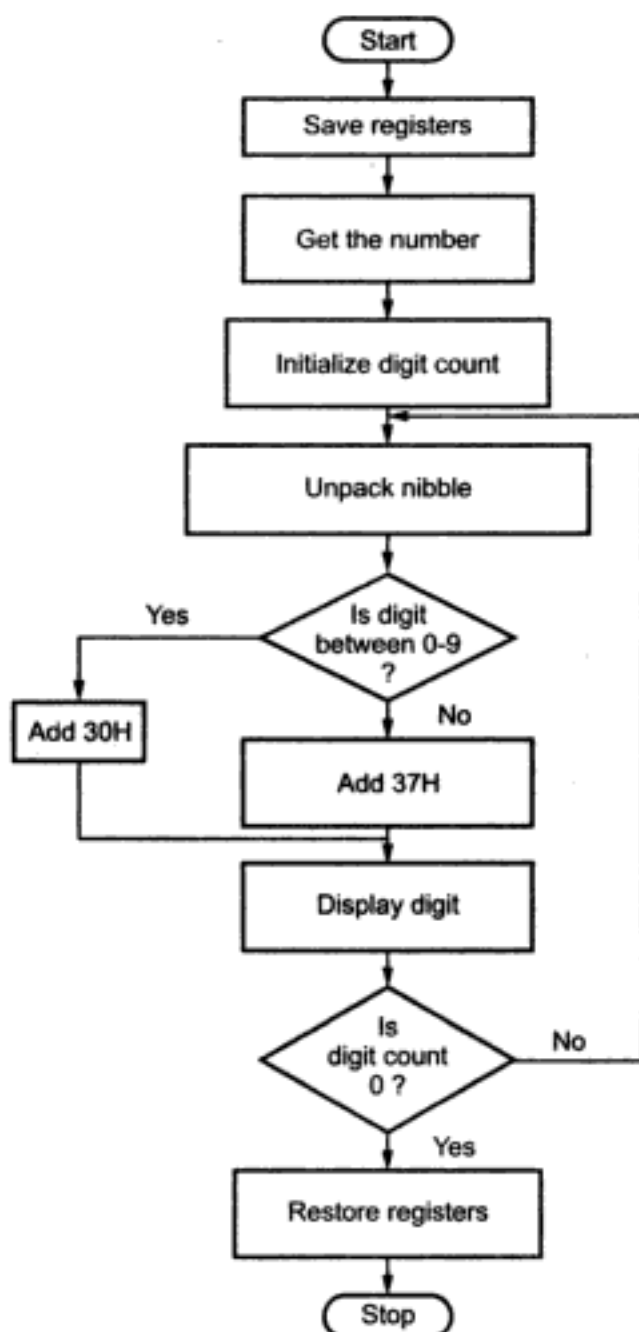 Start
Save registers
Get the number
Initialize digit count
Unpack nibble
Yes
Is digit
between 0-9
?
No
Add 30H
Add 37H
Display digit
Is
digit count
0 ?
No
Yes
Restore registers
Stop